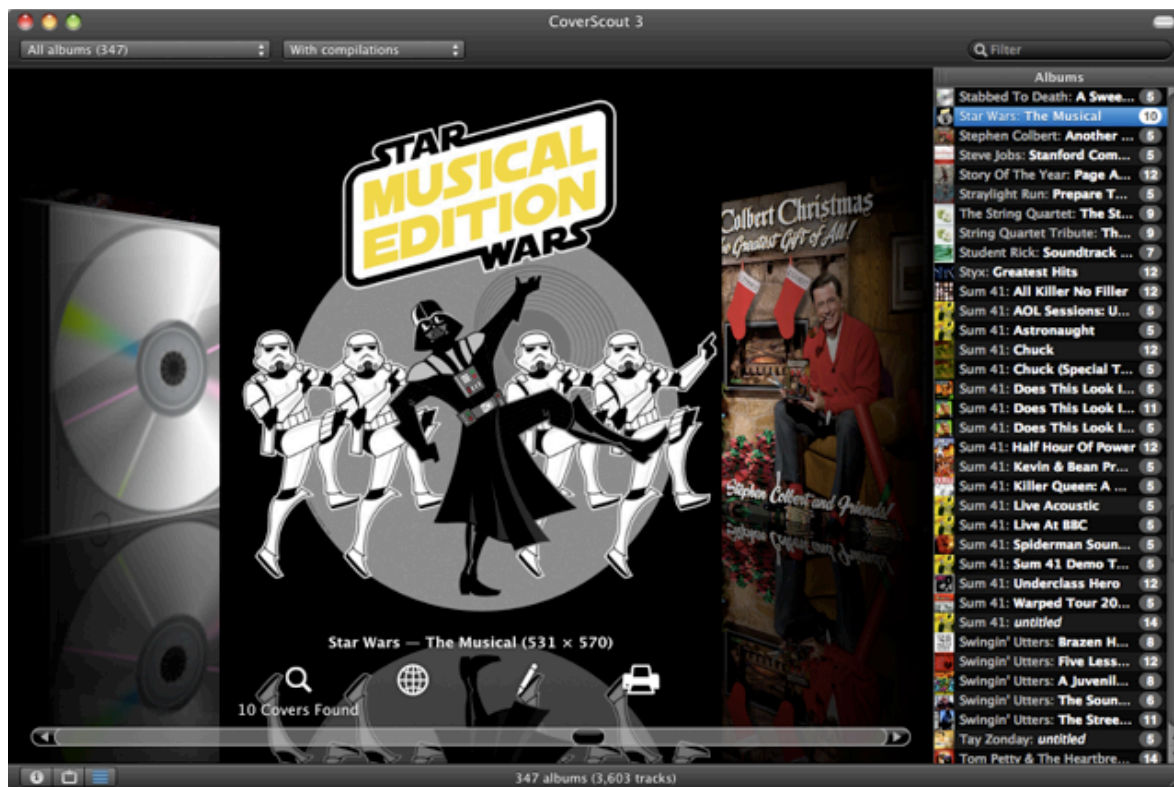 CoverScout 3
All albums (347)
With compilations
Filter
STAR
MUSICAL
EDITION
WARS
Colbert Christmas
Greatest Gift of All!
Stephen Colbert and Friends!
Star Wars — The Musical (531 × 570)
10 Covers Found
Albums
Stabbed To Death: A Swee... 5
Star Wars: The Musical 10
Stephen Colbert: Another ... 5
Steve Jobs: Stanford Com... 5
Story Of The Year: Page A... 12
Straylight Run: Prepare T... 5
The String Quartet: The St... 9
String Quartet Tribute: Th... 9
Student Rick: Soundtrack ... 7
Styx: Greatest Hits 12
Sum 41: All Killer No Filler 12
Sum 41: AOL Sessions: U... 5
Sum 41: Astronaught 5
Sum 41: Chuck 12
Sum 41: Chuck (Special T... 5
Sum 41: Does This Look I... 5
Sum 41: Does This Look I... 11
Sum 41: Does This Look I... 5
Sum 41: Half Hour Of Power 12
Sum 41: Kevin & Bean Pr... 5
Sum 41: Killer Queen: A ... 5
Sum 41: Live Acoustic 5
Sum 41: Live At BBC 5
Sum 41: Spiderman Soun... 5
Sum 41: Sum 41 Demo T... 5
Sum 41: Underclass Hero 12
Sum 41: Warped Tour 20... 5
Sum 41: untitled 14
Swingin' Utters: Brazen H... 8
Swingin' Utters: Five Less... 12
Swingin' Utters: A Juvenil... 8
Swingin' Utters: The Soun... 6
Swingin' Utters: The Stree... 11
Tay Zonday: untitled 5
Tom Petty & The Heartbre... 14
347 albums (3,603 tracks)